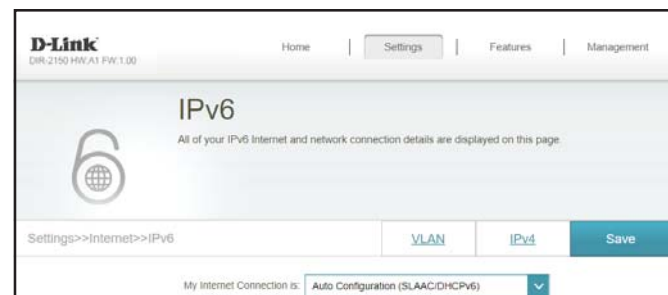 D-Link
DIR-2150 HW:A1 FW:1.00
Home | Settings | Features | Management
IPv6
All of your IPv6 Internet and network connection details are displayed on this page.
Settings>>Internet>>IPv6
VLAN
IPv4
Save
My Internet Connection is: Auto Configuration (SLAAC/DHCPv6)